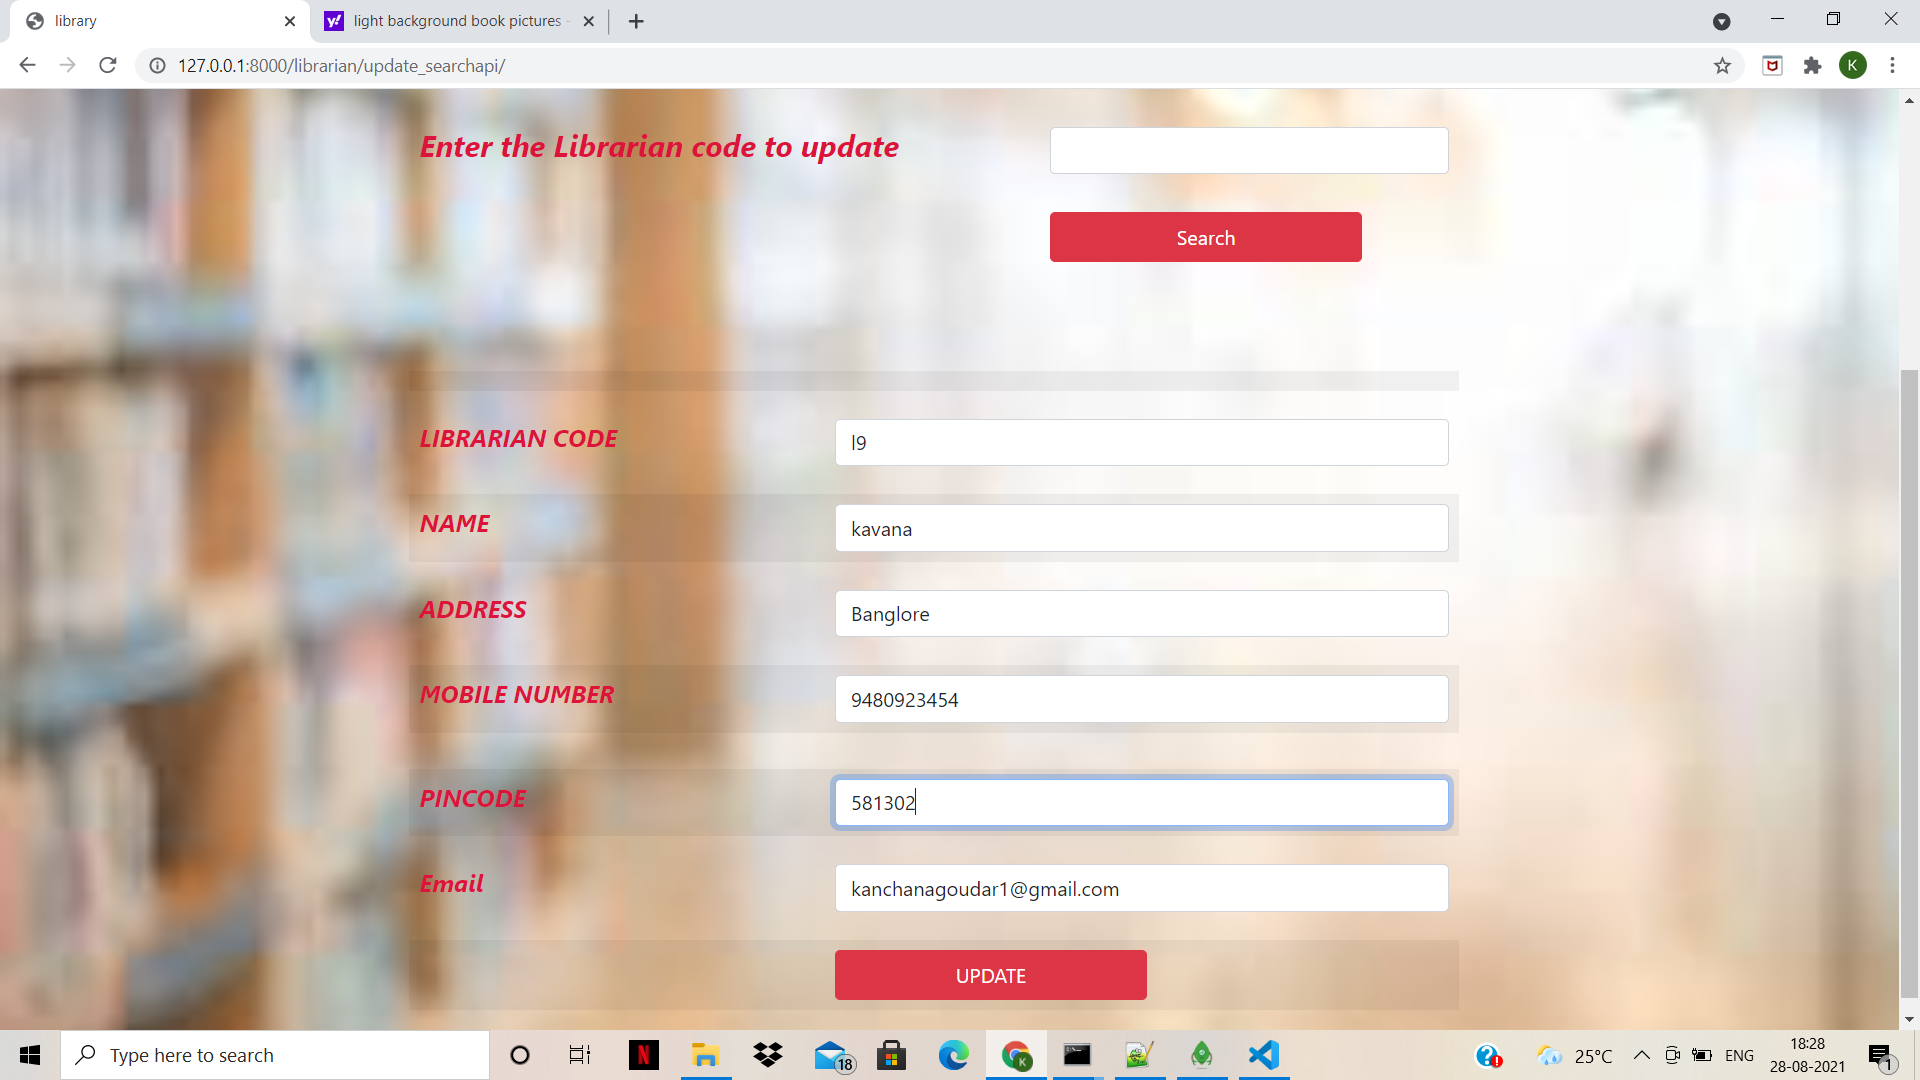 library
light background book pictures -
127.0.0.1:8000/librarian/update_searchapi/
K
Enter the Librarian code to update
Search
LIBRARIAN CODE
l9
NAME
kavana
ADDRESS
Banglore
MOBILE NUMBER
9480923454
PINCODE
581302
Email
kanchanagoudar1@gmail.com
UPDATE
Type here to search
18
25°C
ENG
18:28
28-08-2021
1